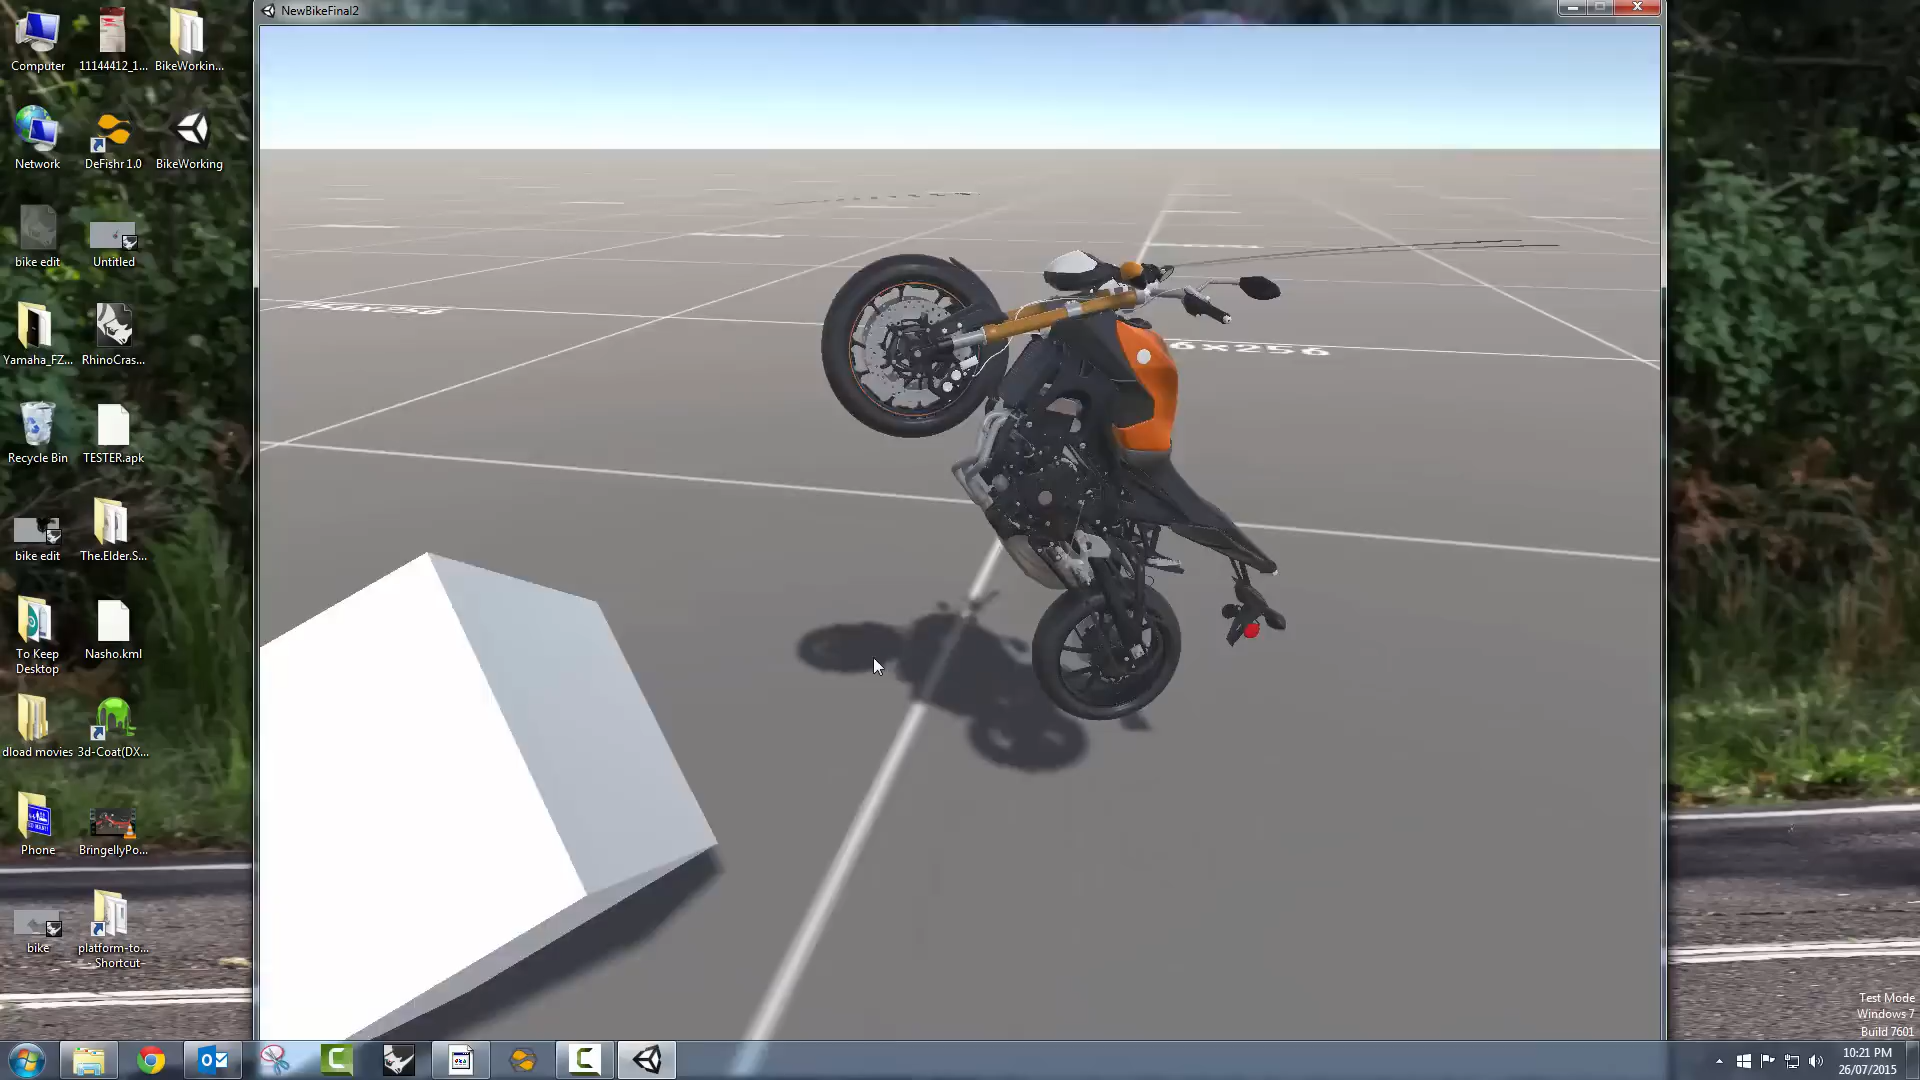 NewBikeFinal2
Computer
11144412_1...
BikeWorkin...
Network
DeFishr 1.0
BikeWorking
bike edit
Untitled
Yamaha_FZ...
RhinoCras...
Recycle Bin
TESTER.apk
bike edit
The.Elder.S...
To Keep
Desktop
Nasho.kml
dload movies
3d-Coat(DX...
Phone
BringellyPo...
bike
platform-to...
- Shortcut-
256x256
6x256
Test Mode
Windows 7
Build 7601
10:21 PM
26/07/2015